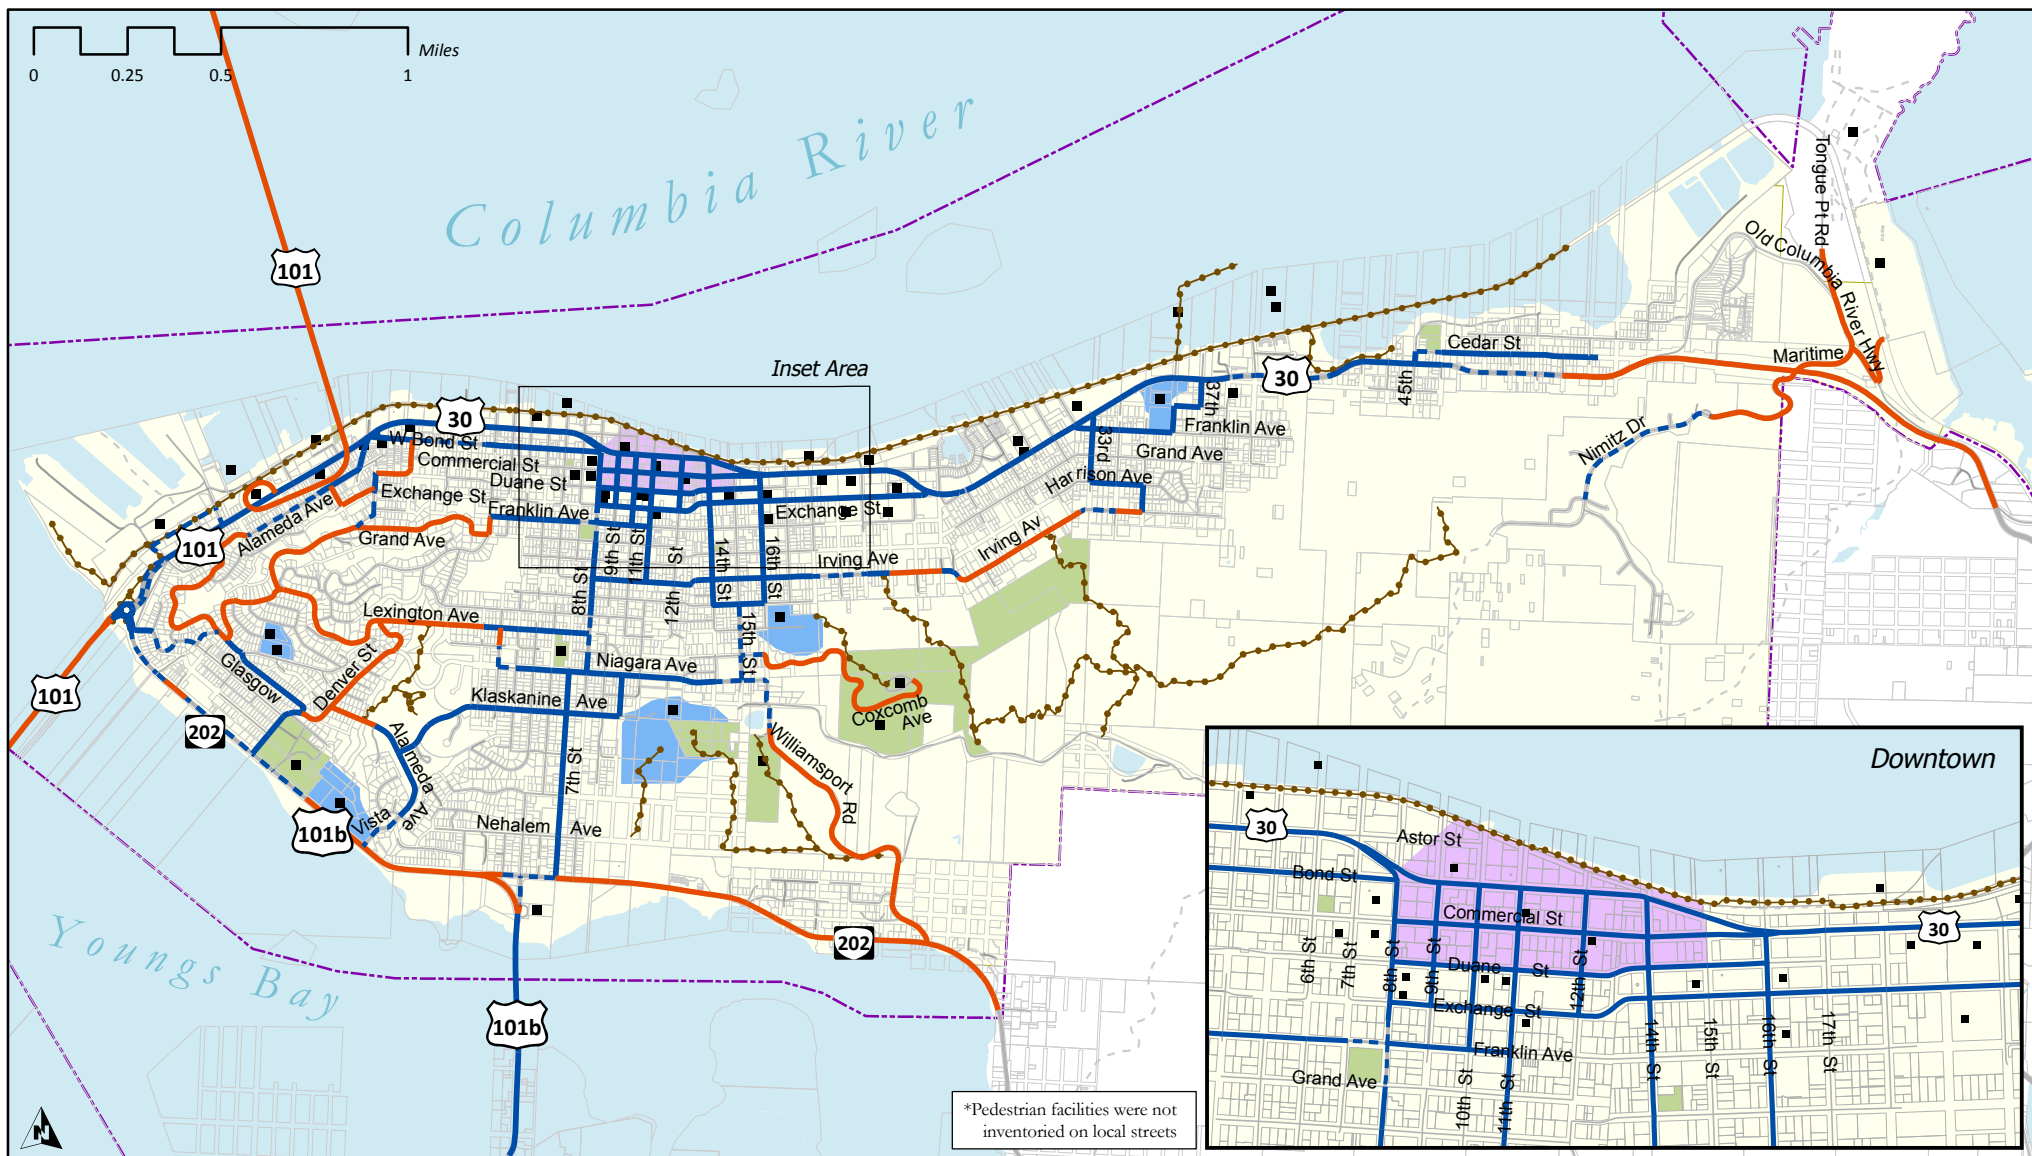 Miles
0 0.25 0.5 1
101
Columbia River
Tongue Pt Rd
Old Columbia River Hwy
Inset Area
30
W Bond St
Commercial St
Duane St
Exchange St
Franklin Ave
Grand Ave
Alameda Ave
101
Lexington Ave
8th St
9th St
11th St
12th St
14th St
15th St
16th St
Exchange St
Irving Ave
Irving Av
Harrison Ave
33rd
37th
Franklin Ave
Grand Ave
30
45th
Cedar St
Maritime
Nimitz Dr
101
Glasgow
Denver St
202
Niagara Ave
Klaskanine Ave
Alameda Ave
7th St
Coxcomb Ave
Williamsport Rd
101b
Vista
Nehalem Ave
202
Youngs Bay
101b
N
*Pedestrian facilities were not
inventoried on local streets
Downtown
30
Astor St
Bond St
Commercial St
30
6th St
7th St
8th St
9th St
Duane St
12th St
Exchange St
Franklin Ave
Grand Ave
10th St
11th St
14th St
15th St
16th St
17th St